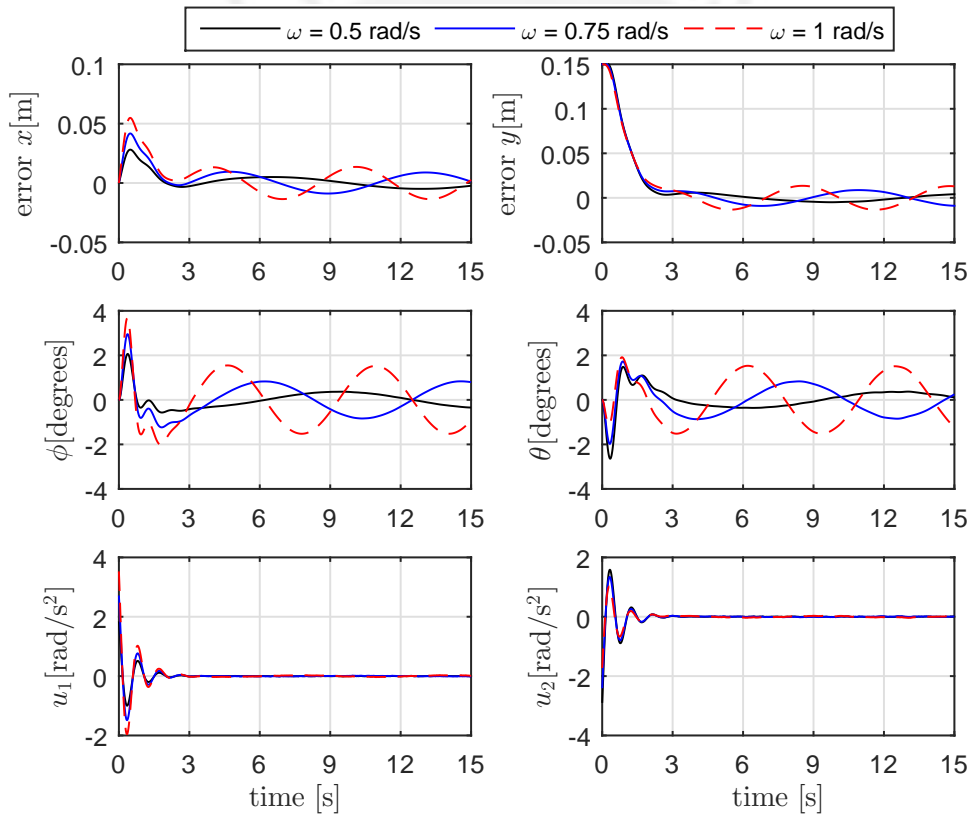 ω = 0.5 rad/s ω = 0.75 rad/s ω = 1 rad/s
error x[m]
0.1
0.05
0
-0.05
0 3 6 9 12 15
error y[m]
0.15
0.1
0.05
0
-0.05
0 3 6 9 12 15
ϕ[degrees]
4
2
0
-2
-4
0 3 6 9 12 15
θ[degrees]
4
2
0
-2
-4
0 3 6 9 12 15
u₁[rad/s²]
4
2
0
-2
0 3 6 9 12 15
time [s]
u₂[rad/s²]
2
0
-2
-4
0 3 6 9 12 15
time [s]